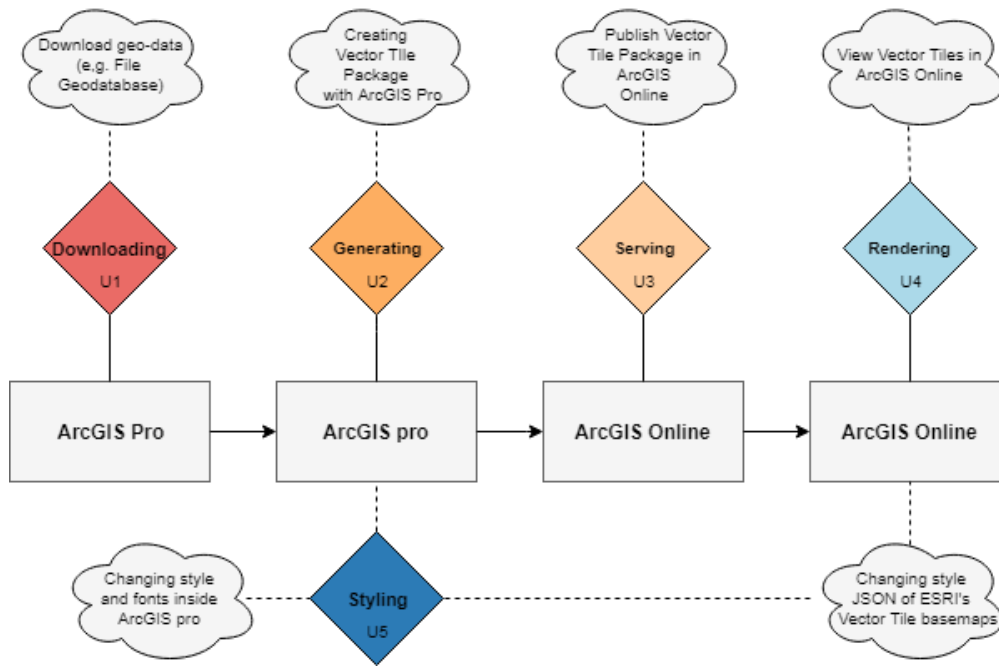 Download geo-data
(e,g. File
Geodatabase)
Creating
Vector TIle
Package
with ArcGIS Pro
Publish Vector
Tile Package in
ArcGIS
Online
View Vector Tiles in
ArcGIS Online
Downloading
U1
Generating
U2
Serving
U3
Rendering
U4
ArcGIS Pro
ArcGIS pro
ArcGIS Online
ArcGIS Online
Changing style
and fonts inside
ArcGIS pro
Styling
U5
Changing style
JSON of ESRI's
Vector Tile basemaps